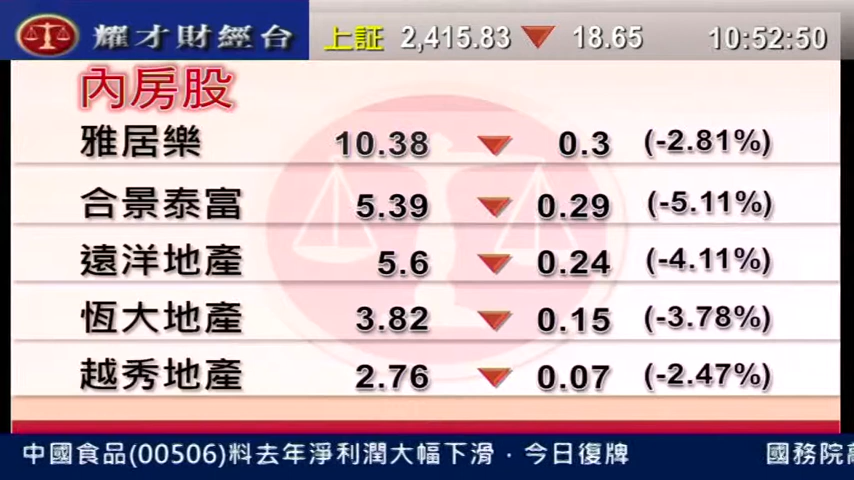 耀才財經台 上証 2,415.83 18.65 10:52:50
內房股
雅居樂 10.38 0.3 (-2.81%)
合景泰富 5.39 0.29 (-5.11%)
遠洋地產 5.6 0.24 (-4.11%)
恆大地產 3.82 0.15 (-3.78%)
越秀地產 2.76 0.07 (-2.47%)
中國食品(00506)料去年淨利潤大幅下滑．今日復牌 國務院